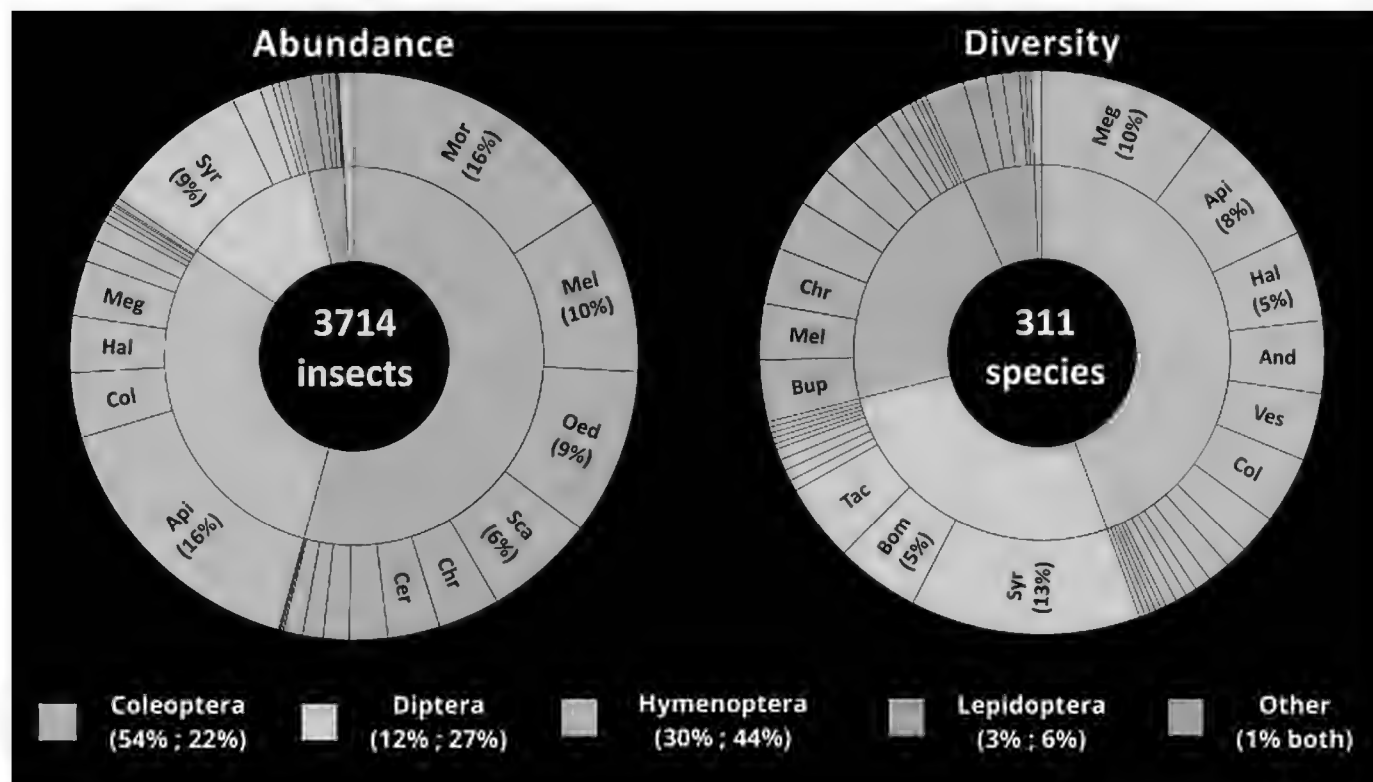 Abundance
Mor
(16%)
Mel
(10%)
Oed
(9%)
Sca
(6%)
Chr
Cer
Api
(16%)
Col
Hal
Meg
Syr
(9%)
3714
insects
Diversity
Meg
(10%)
Api
(8%)
Hal
(5%)
And
Ves
Col
Syr
(13%)
Bom
(5%)
Tac
Bup
Mel
Chr
311
species
Coleoptera
(54% ; 22%)
Diptera
(12% ; 27%)
Hymenoptera
(30% ; 44%)
Lepidoptera
(3% ; 6%)
Other
(1% both)